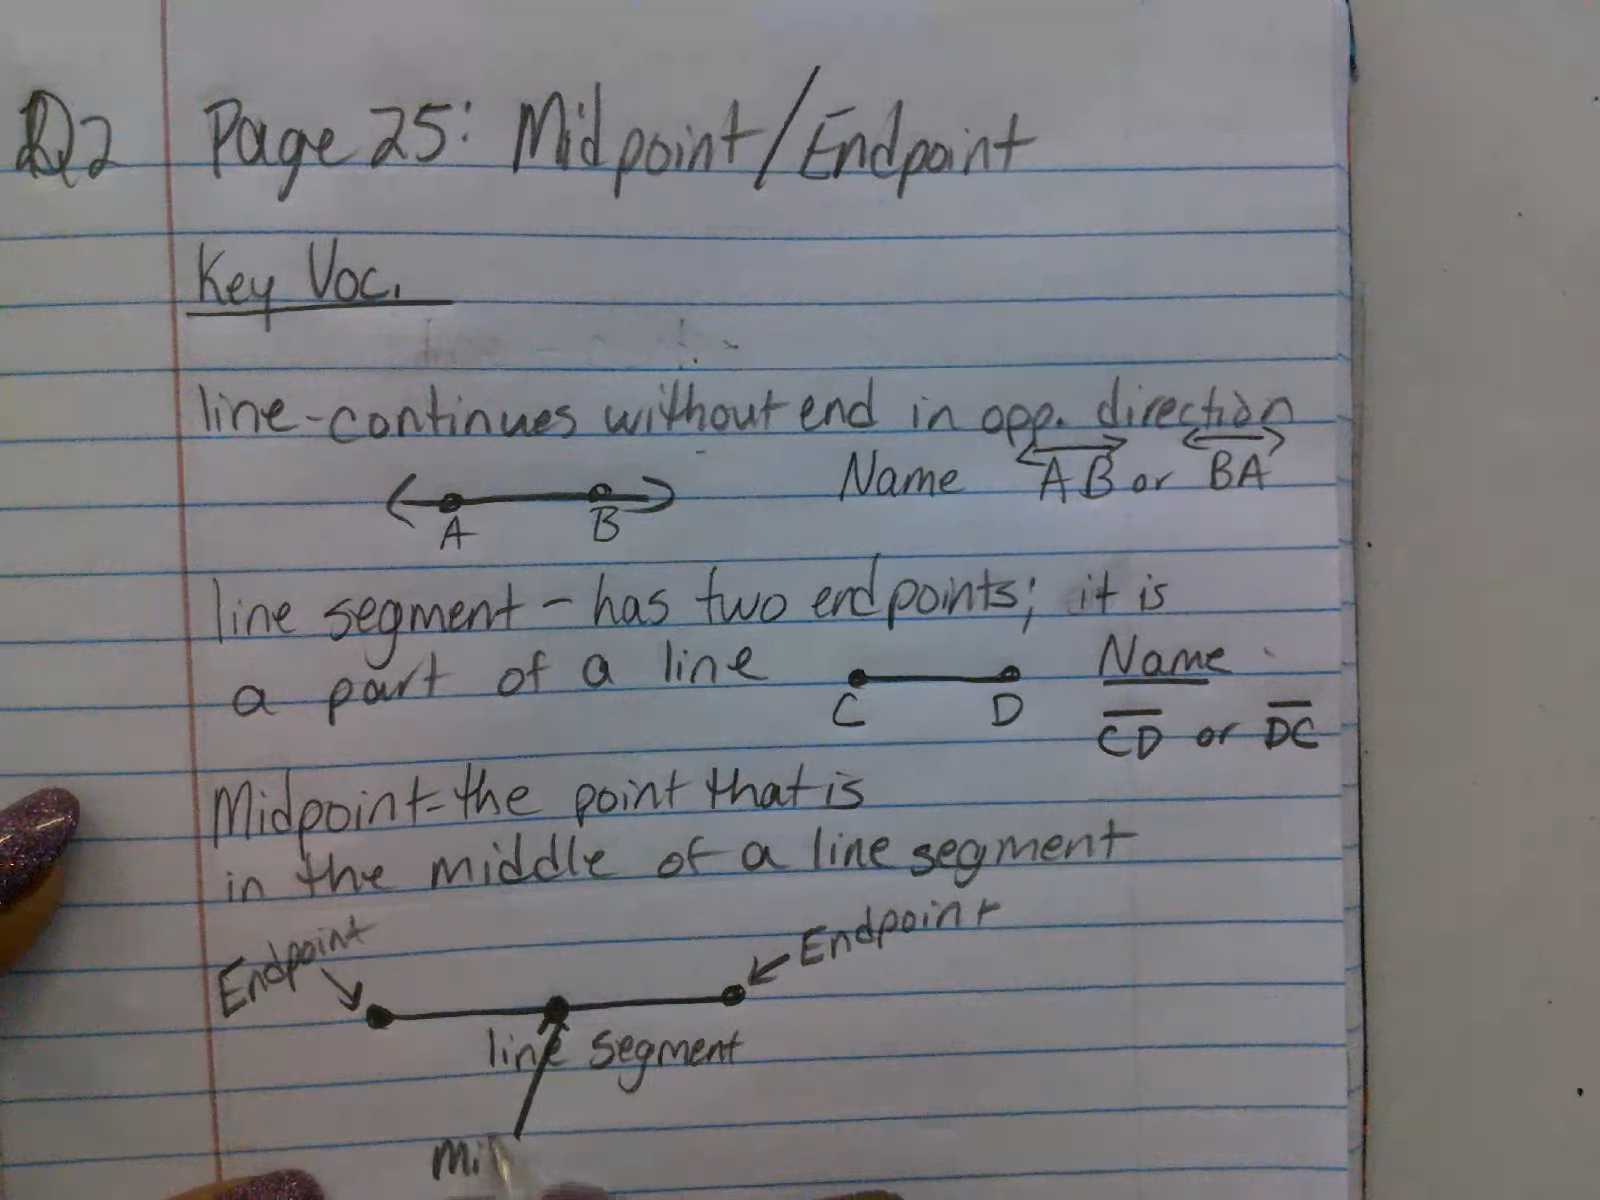 Q2 Page 25: Midpoint/Endpoint
Key Voc.
line-continues without end in opp. direction
Name AB or BA
A B
line segment - has two endpoints; it is
a part of a line
C D
Name
CD or DC
Midpoint-the point that is
in the middle of a line segment
Endpoint
Endpoint
line segment